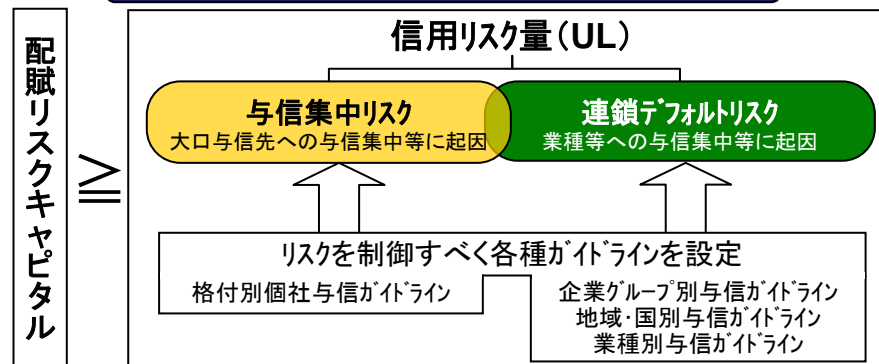 配賦リスクキャピタル
≧
信用リスク量(UL)
与信集中リスク
大口与信先への与信集中等に起因
連鎖デフォルトリスク
業種等への与信集中等に起因
リスクを制御すべく各種ガイドラインを設定
格付別個社与信ガイドライン
企業グループ別与信ガイドライン
地域・国別与信ガイドライン
業種別与信ガイドライン